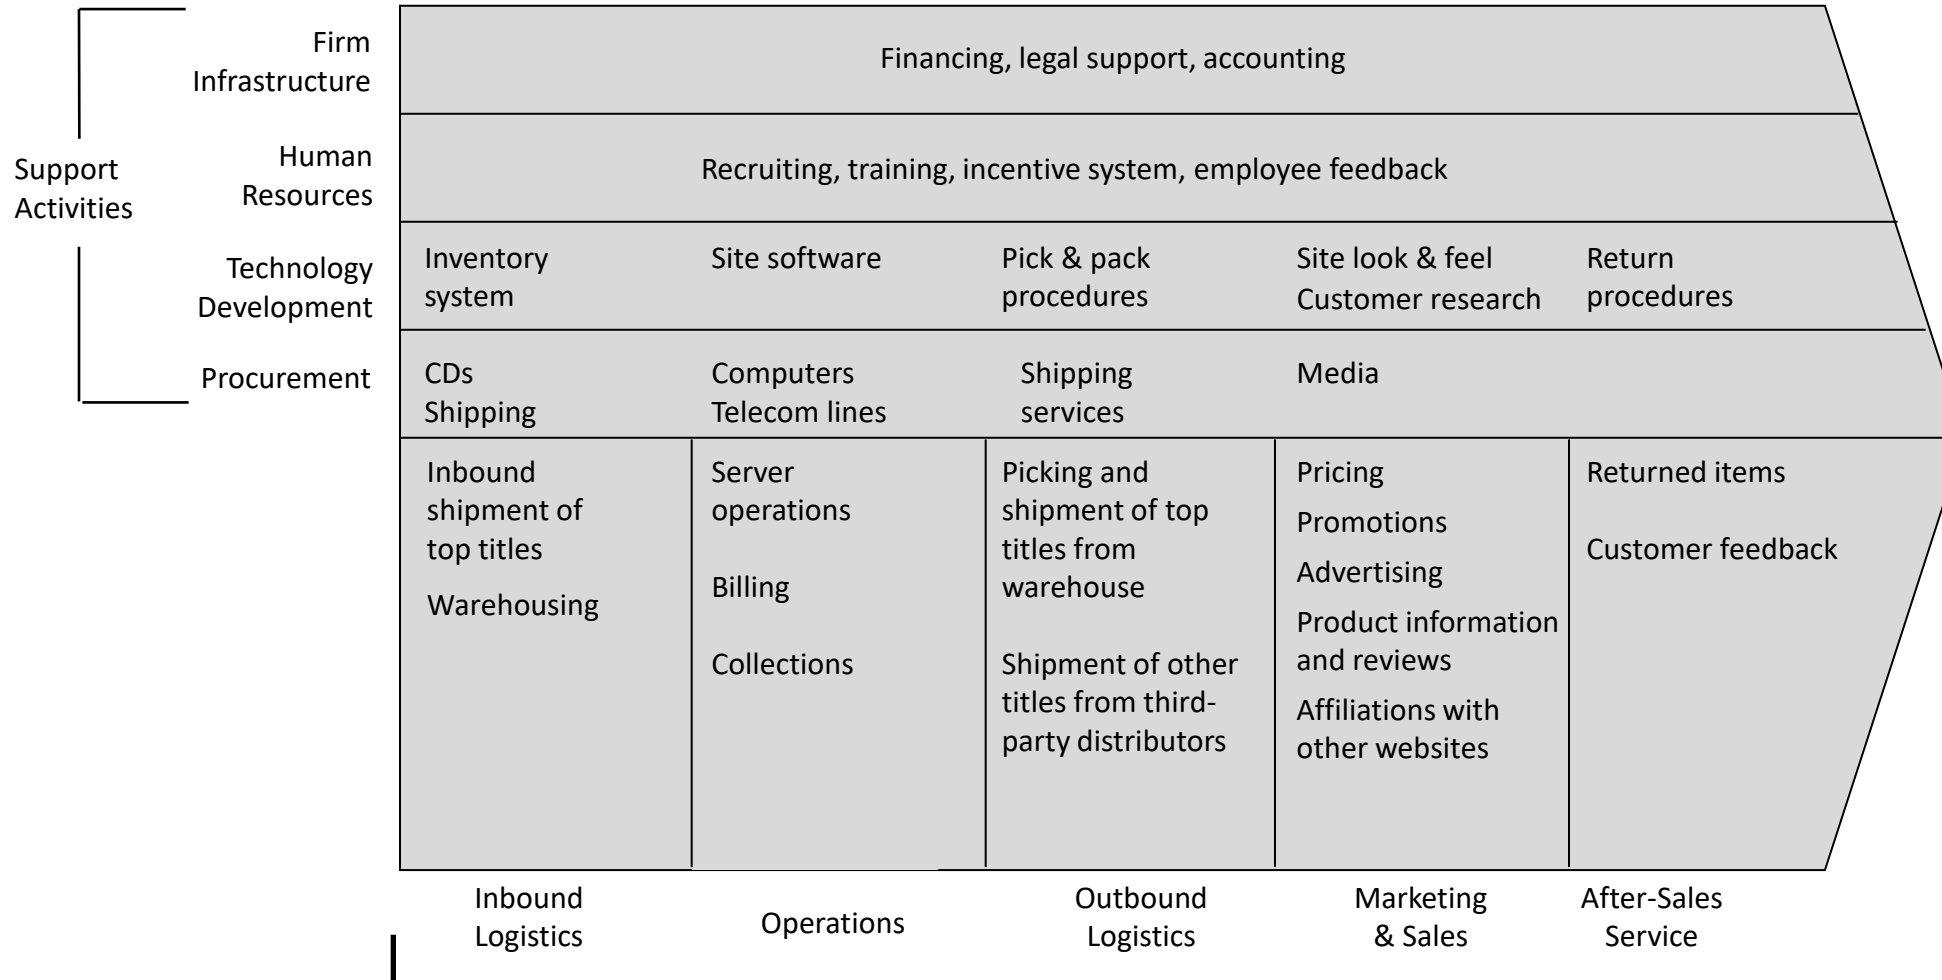 Firm
Infrastructure
Financing, legal support, accounting
Support
Activities
Human
Resources
Recruiting, training, incentive system, employee feedback
Technology
Development
Inventory
system
Site software
Pick & pack
procedures
Site look & feel
Customer research
Return
procedures
Procurement
CDs
Shipping
Computers
Telecom lines
Shipping
services
Media
Inbound
shipment of
top titles
Warehousing
Server
operations
Billing
Collections
Picking and
shipment of top
titles from
warehouse
Shipment of other
titles from third-
party distributors
Pricing
Promotions
Advertising
Product information
and reviews
Affiliations with
other websites
Returned items
Customer feedback
Inbound
Logistics
Operations
Outbound
Logistics
Marketing
& Sales
After-Sales
Service